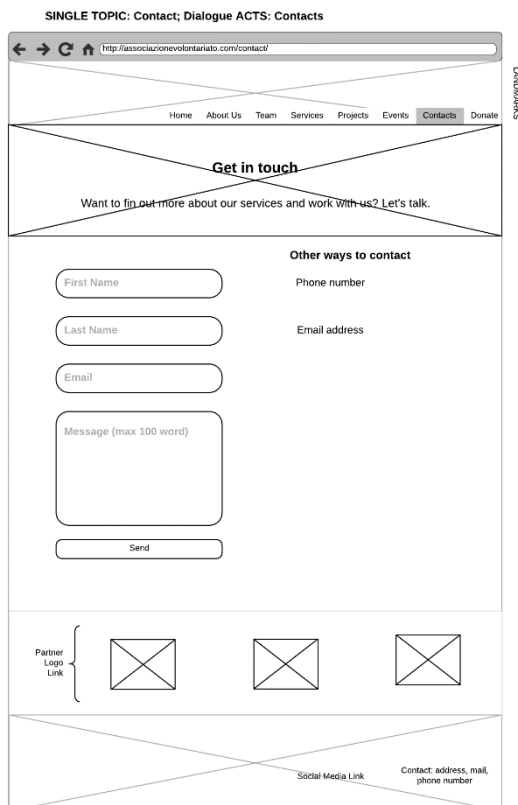 SINGLE TOPIC: Contact; Dialogue ACTS: Contacts
http://associazionevolontariato.com/contact/
LANDMARKS
Home About Us Team Services Projects Events Contacts Donate
Get in touch
Want to fin out more about our services and work with us? Let's talk.
Other ways to contact
First Name
Phone number
Last Name
Email address
Email
Message (max 100 word)
Send
Partner
Logo
Link
Social Media Link
Contact: address, mail,
phone number